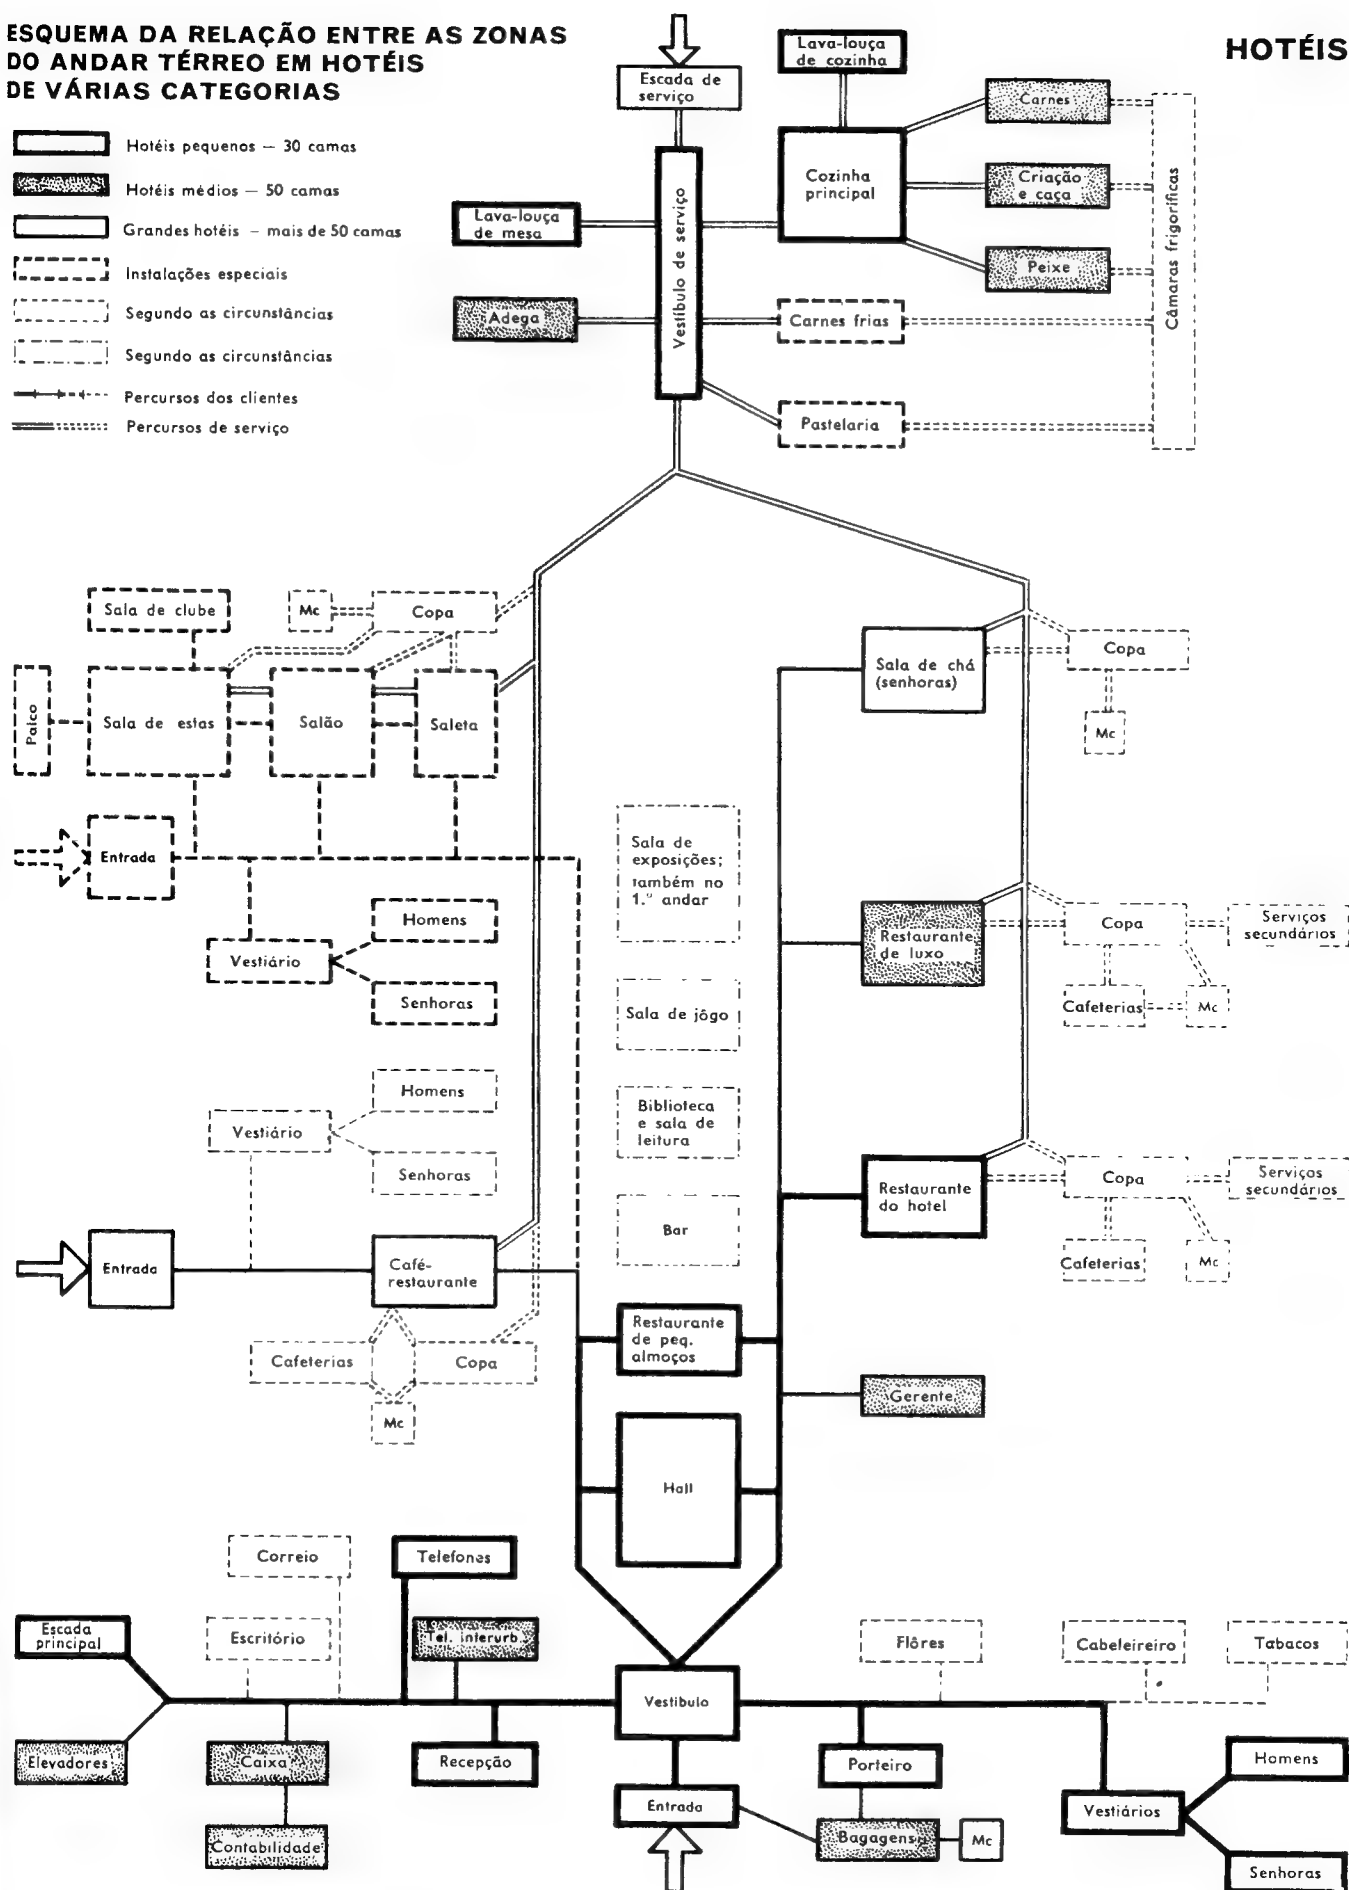 ESQUEMA DA RELAÇÃO ENTRE AS ZONAS
DO ANDAR TÉRREO EM HOTÉIS
DE VÁRIAS CATEGORIAS
HOTÉIS
Hotéis pequenos — 30 camas
Hotéis médios — 50 camas
Grandes hotéis — mais de 50 camas
Instalações especiais
Segundo as circunstâncias
Segundo as circunstâncias
Percursos dos clientes
Percursos de serviço
Escada de
serviço
Lava-louça
de cozinha
Carnes
Cozinha
principal
Criação
e caça
Lava-louça
de mesa
Peixe
Vestíbulo de serviço
Câmaras frigoríficas
Adega
Carnes frias
Pastelaria
Sala de clube
Mc
Copa
Palco
Sala de estas
Salão
Saleta
Sala de chá
(senhoras)
Copa
Mc
Entrada
Sala de
exposições;
também no
1.º andar
Homens
Vestiário
Senhoras
Restaurante
de luxo
Copa
Serviços
secundários
Cafeterias
Mc
Sala de jôgo
Homens
Vestiário
Senhoras
Biblioteca
e sala de
leitura
Restaurante
do hotel
Copa
Serviços
secundários
Cafeterias
Mc
Bar
Entrada
Café-
restaurante
Cafeterias
Copa
Mc
Restaurante
de peq.
almoços
Gerente
Hall
Correio
Telefones
Escada
principal
Escritório
Tel. interurb.
Flôres
Cabeleireiro
Tabacos
Vestíbulo
Elevadores
Caixa
Recepção
Porteiro
Homens
Contabilidade
Entrada
Bagagens
Mc
Vestiários
Senhoras